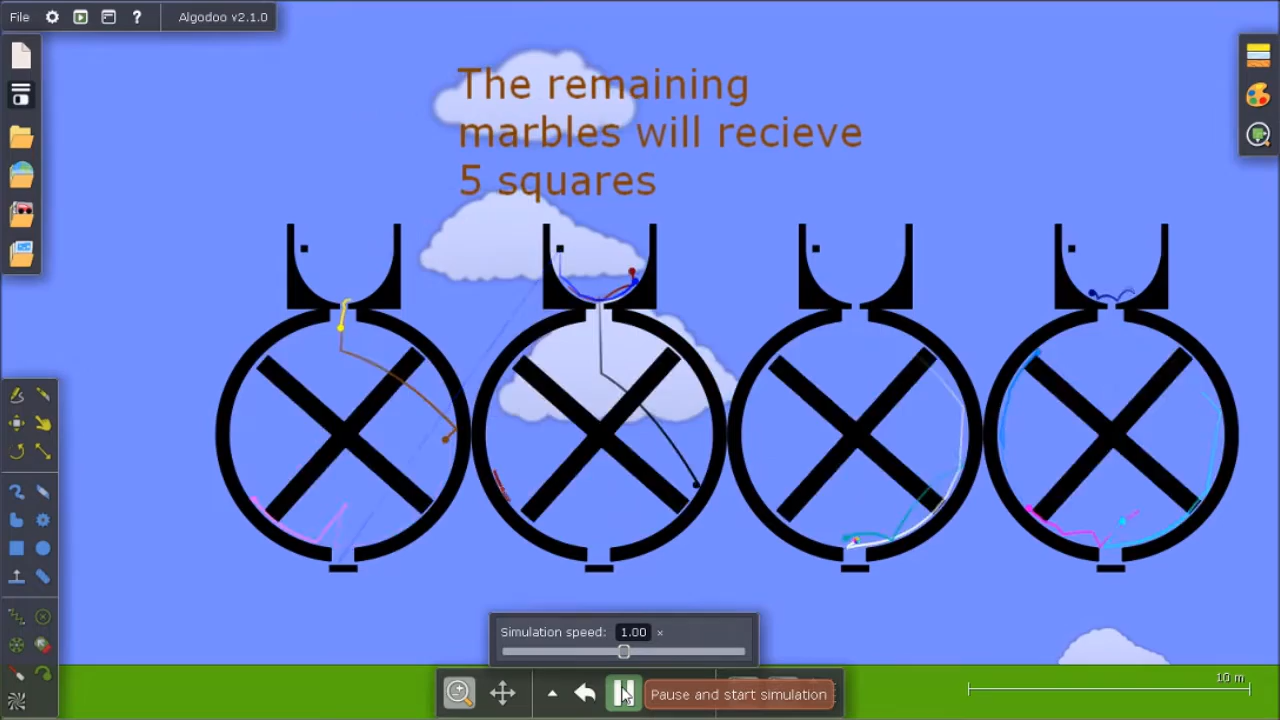 File ? Algodoo v2.1.0
The remaining
marbles will recieve
5 squares
Simulation speed: 1.00 ×
Pause and start simulation
10 m